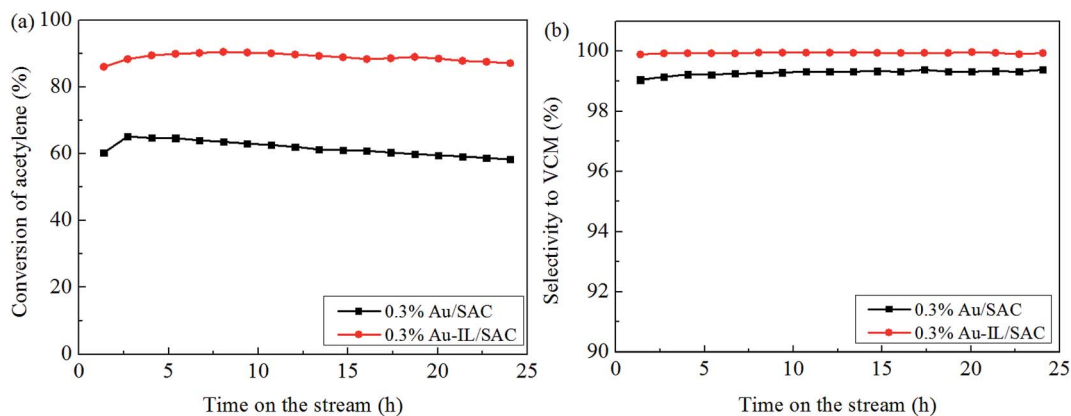 (a)
100
80
60
40
20
0
Conversion of acetylene (%)
0 5 10 15 20 25
Time on the stream (h)
0.3% Au/SAC
0.3% Au-IL/SAC
(b)
100
98
96
94
92
90
Selectivity to VCM (%)
0 5 10 15 20 25
Time on the stream (h)
0.3% Au/SAC
0.3% Au-IL/SAC